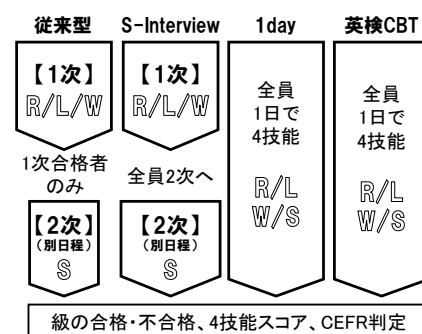 従来型
【1次】
R/L/W
1次合格者
のみ
【2次】
(別日程)
S
S-Interview
【1次】
R/L/W
全員2次へ
【2次】
(別日程)
S
1day
全員
1日で
4技能
R/L
W/S
英検CBT
全員
1日で
4技能
R/L
W/S
級の合格・不合格、4技能スコア、CEFR判定